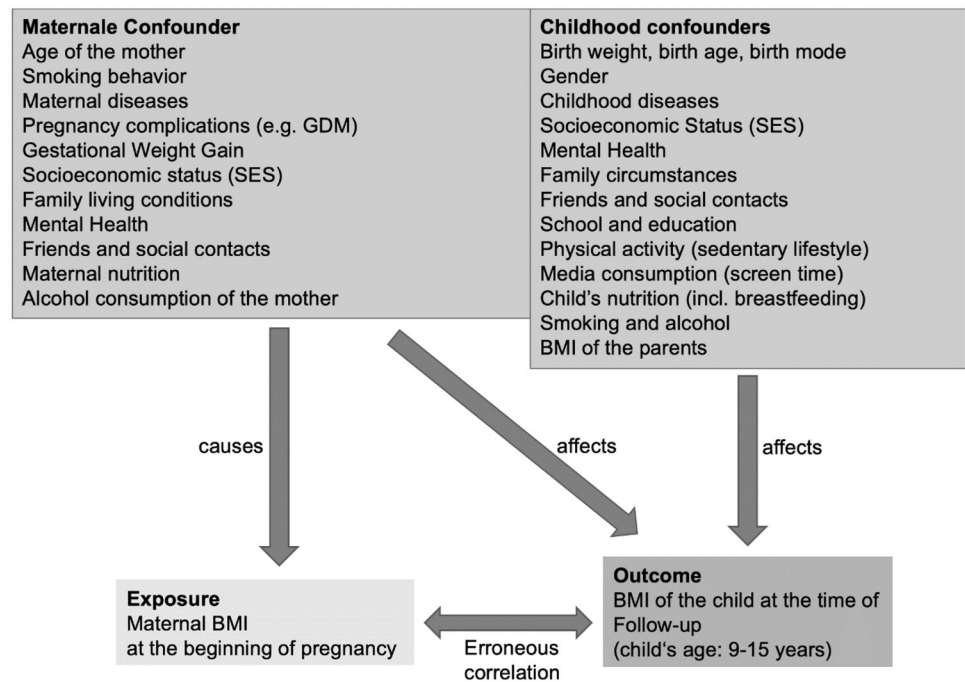 Maternale Confounder
Age of the mother
Smoking behavior
Maternal diseases
Pregnancy complications (e.g. GDM)
Gestational Weight Gain
Socioeconomic status (SES)
Family living conditions
Mental Health
Friends and social contacts
Maternal nutrition
Alcohol consumption of the mother
Childhood confounders
Birth weight, birth age, birth mode
Gender
Childhood diseases
Socioeconomic Status (SES)
Mental Health
Family circumstances
Friends and social contacts
School and education
Physical activity (sedentary lifestyle)
Media consumption (screen time)
Child's nutrition (incl. breastfeeding)
Smoking and alcohol
BMI of the parents
causes
affects
affects
Exposure
Maternal BMI
at the beginning of pregnancy
Erroneous
correlation
Outcome
BMI of the child at the time of
Follow-up
(child‘s age: 9-15 years)